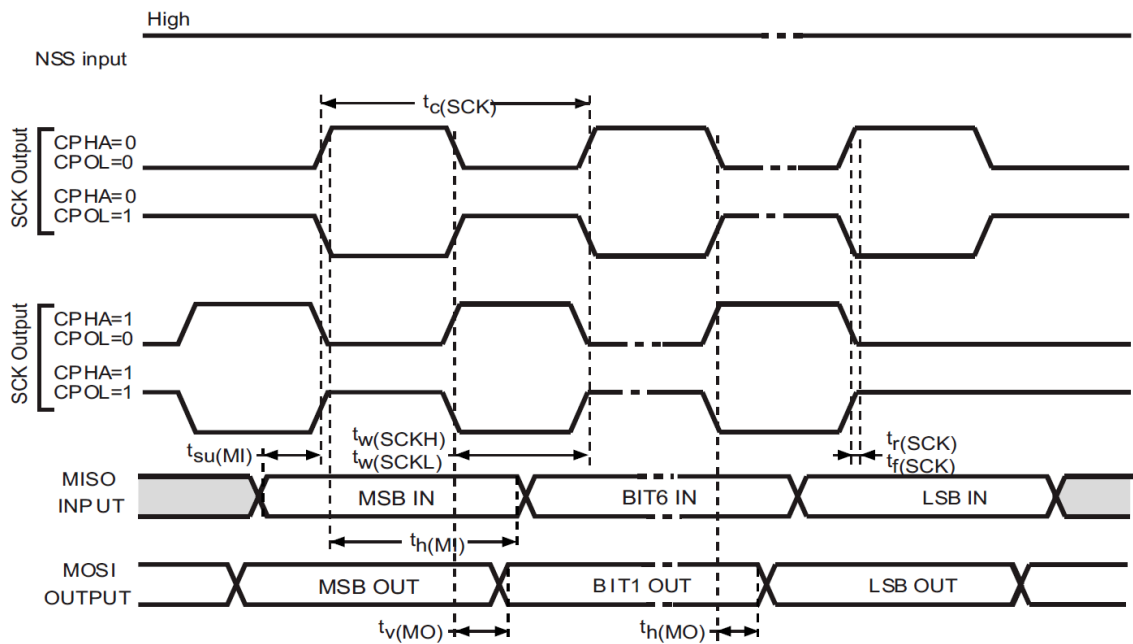 High
NSS input
tc(SCK)
SCK Output
CPHA=0
CPOL=0
CPHA=0
CPOL=1
SCK Output
CPHA=1
CPOL=0
CPHA=1
CPOL=1
tsu(MI)
tw(SCKH)
tw(SCKL)
tr(SCK)
tf(SCK)
MISO
INPUT
MSB IN
BIT6 IN
LSB IN
th(MI)
MOSI
OUTPUT
MSB OUT
BIT1 OUT
LSB OUT
tv(MO)
th(MO)